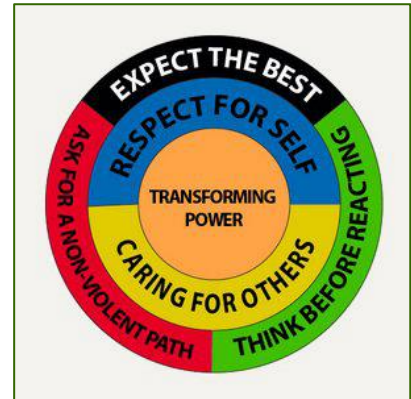 EXPECT THE BEST
RESPECT FOR SELF
TRANSFORMING
POWER
CARING FOR OTHERS
ASK FOR A NON-VIOLENT PATH
THINK BEFORE REACTING